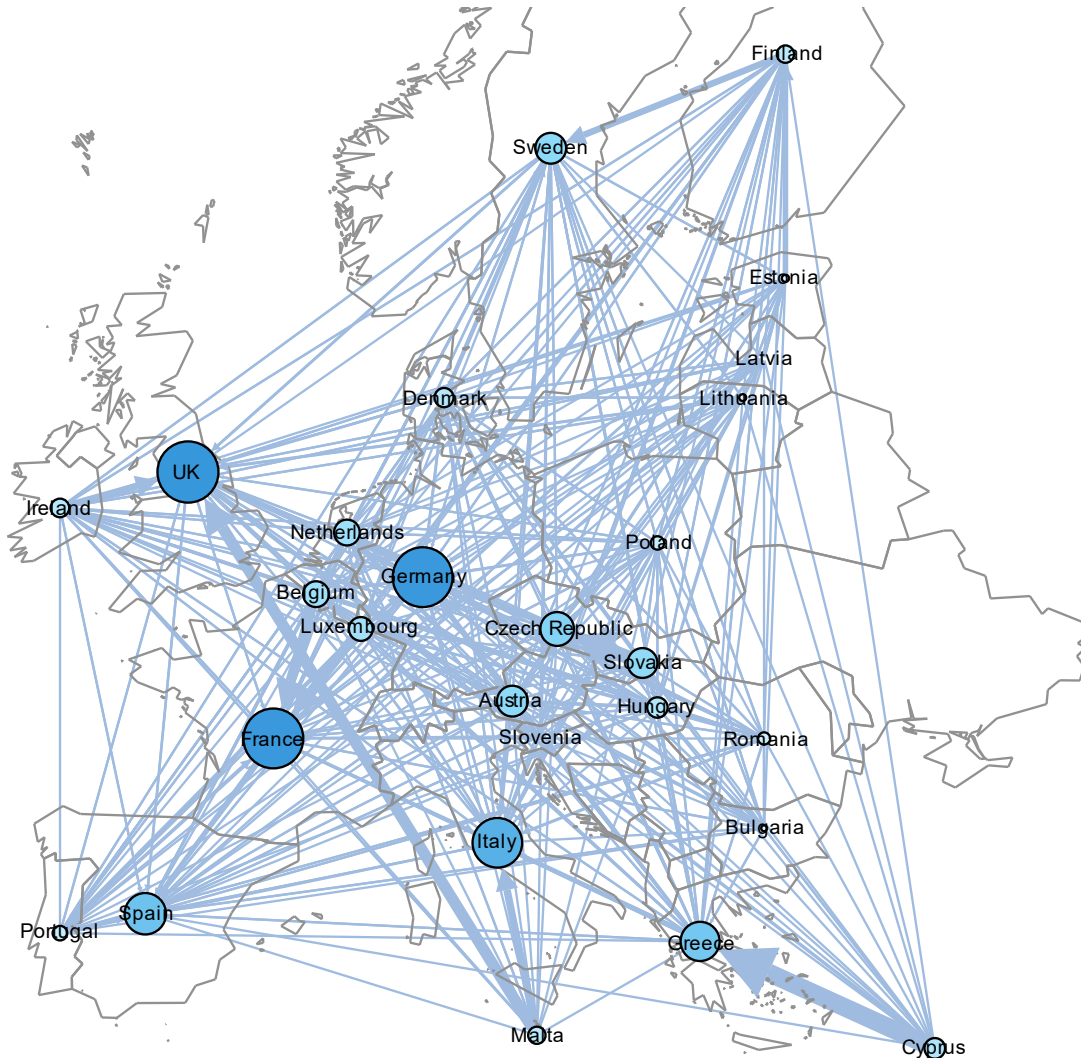 Finland
Sweden
Estonia
Latvia
Denmark
Lithuania
UK
Ireland
Netherlands
Poland
Germany
Belgium
Luxembourg
Czech Republic
Slovakia
Austria
Hungary
France
Slovenia
Romania
Bulgaria
Italy
Spain
Portugal
Greece
Malta
Cyprus